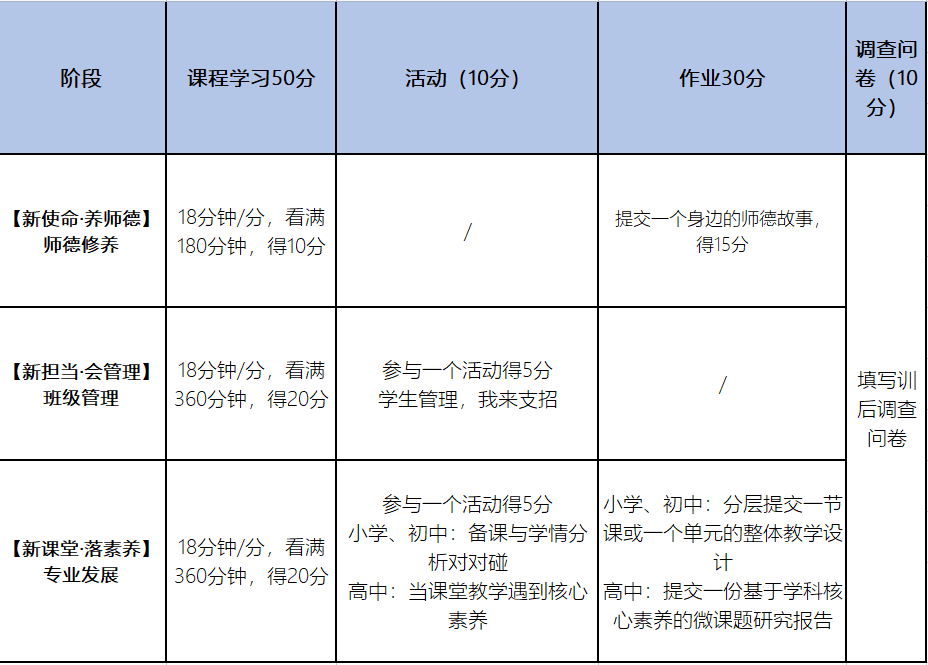 阶段
课程学习50分
活动（10分）
作业30分
调查问
卷（10
分）
【新使命·养师德】
师德修养
18分钟/分，看满
180分钟，得10分
/
提交一个身边的师德故事，
得15分
【新担当·会管理】
班级管理
18分钟/分，看满
360分钟，得20分
参与一个活动得5分
学生管理，我来支招
/
填写训
后调查
问卷
【新课堂·落素养】
专业发展
18分钟/分，看满
360分钟，得20分
参与一个活动得5分
小学、初中：备课与学情分
析对对碰
高中：当课堂教学遇到核心
素养
小学、初中：分层提交一节
课或一个单元的整体教学设
计
高中：提交一份基于学科核
心素养的微课题研究报告